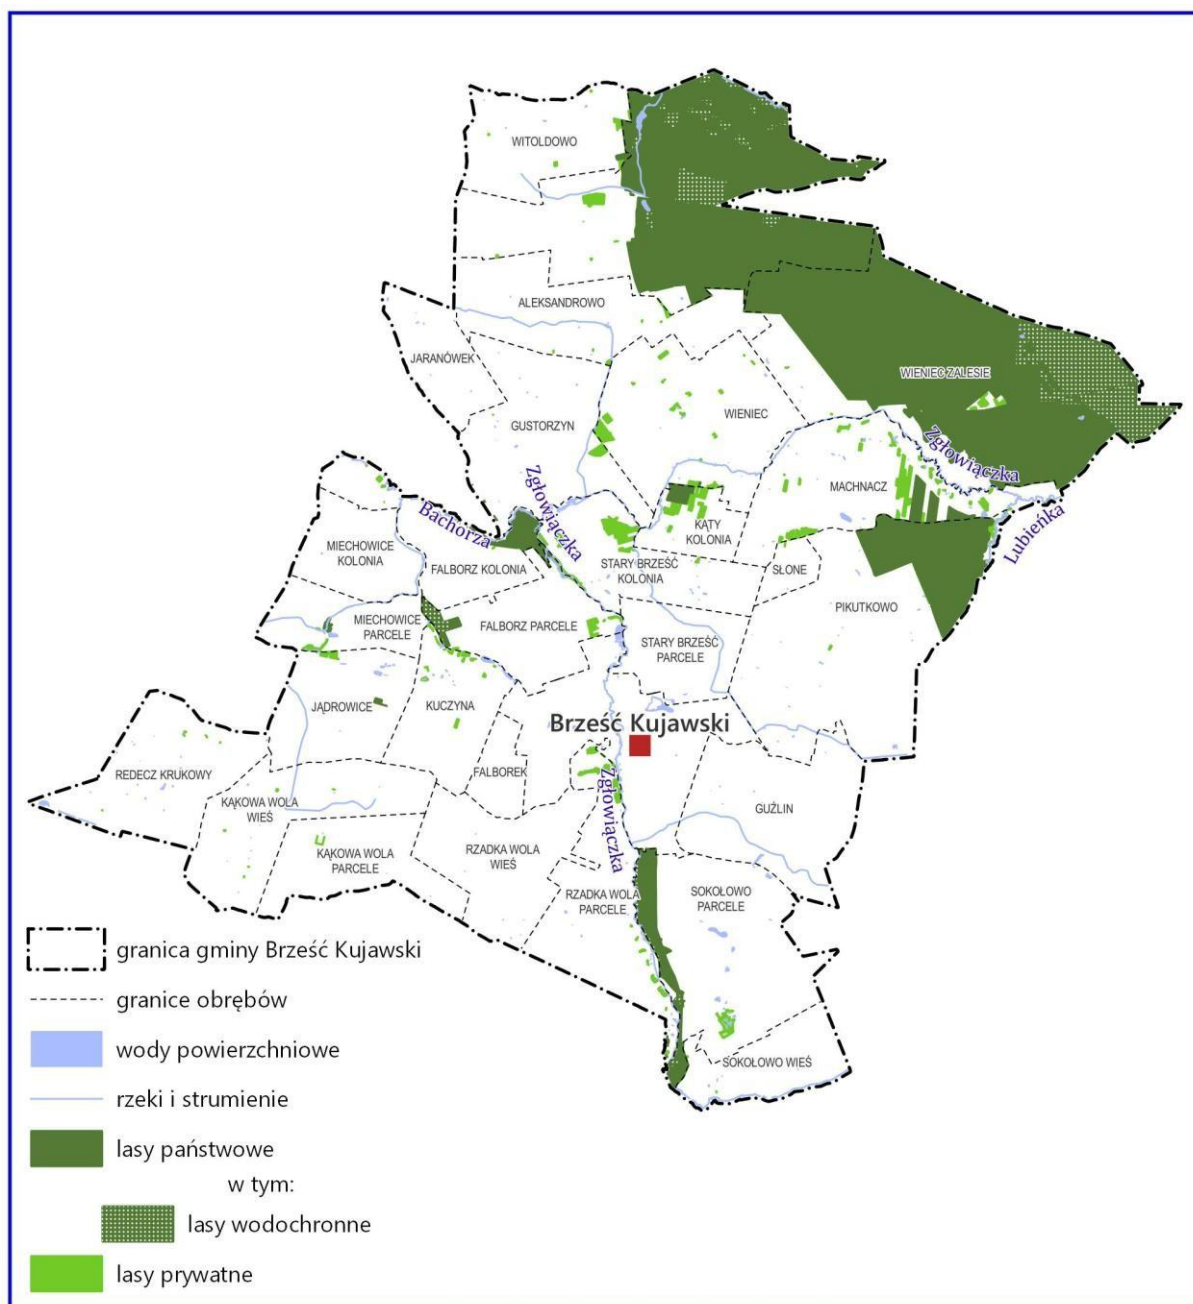 WITOLDOWO
ALEKSANDROWO
JARANÓWEK
WIENIEC ZALESIE
WIENIEC
GUSTORZYN
Zgłowiączka
MACHNACZ
Zgłowiączka
Bachorza
Lubieńka
KĄTY
KOLONIA
MIECHOWICE
KOLONIA
FALBORZ KOLONIA
STARY BRZEŚĆ
KOLONIA
SŁONE
PIKUTKOWO
MIECHOWICE
PARCELE
FALBORZ PARCELE
STARY BRZEŚĆ
PARCELE
JĄDROWICE
KUCZYNA
Brześć Kujawski
REDECZ KRUKOWY
FALBOREK
Zgłowiączka
KĄKOWA WOLA
WIEŚ
GUŹLIN
KĄKOWA WOLA
PARCELE
RZADKA WOLA
WIEŚ
RZADKA WOLA
PARCELE
SOKOŁOWO
PARCELE
SOKOŁOWO WIEŚ
granica gminy Brześć Kujawski
granice obrębów
wody powierzchniowe
rzeki i strumienie
lasy państwowe
w tym:
lasy wodochronne
lasy prywatne